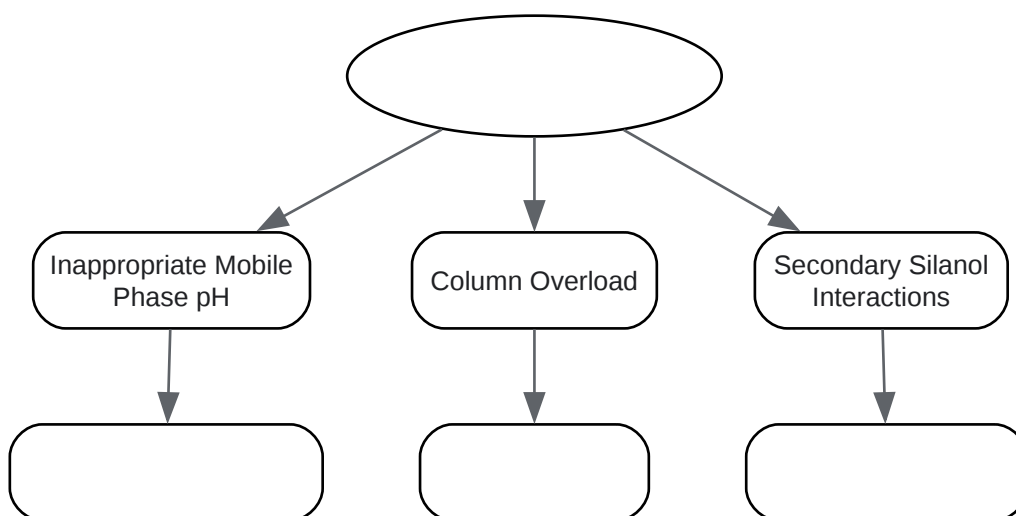 Inappropriate Mobile
Phase pH
Column Overload
Secondary Silanol
Interactions